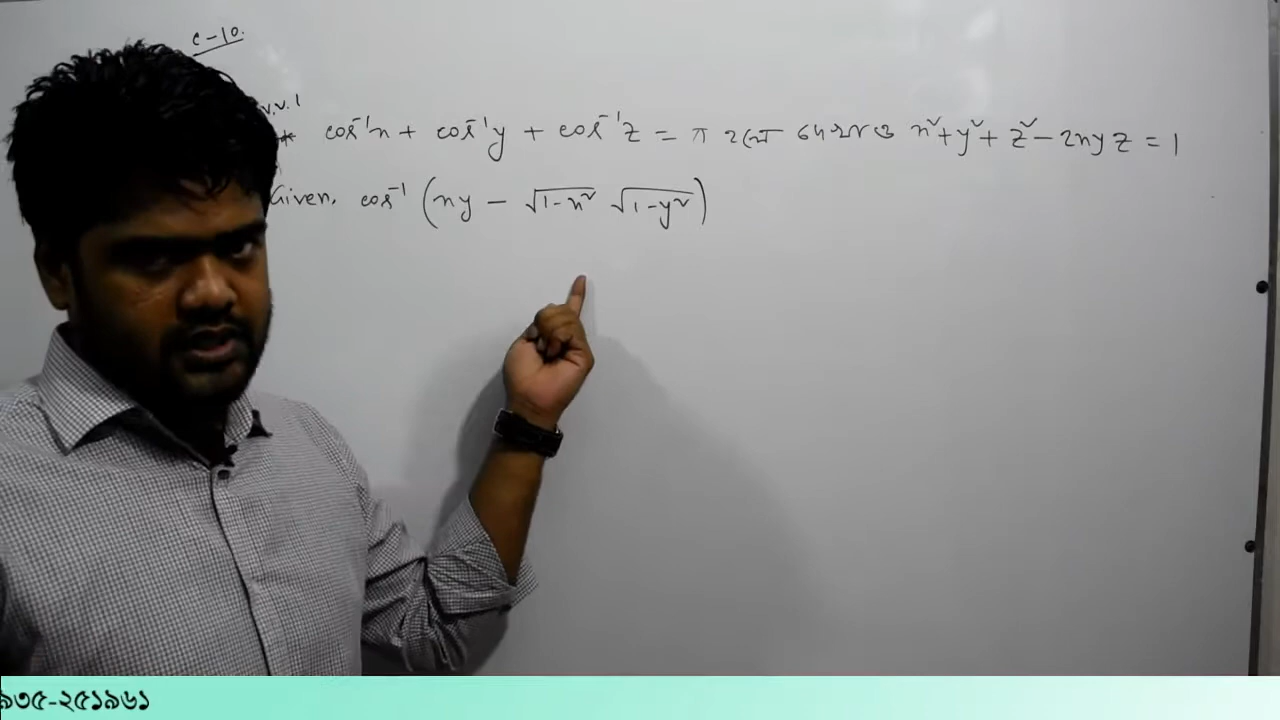 c-10.
v.v.I
* cos⁻¹x + cos⁻¹y + cos⁻¹z = π হলে দেখাও x² + y² + z² - 2xyz = 1
Given, cos⁻¹ (xy - √1-x² √1-y²)
৯৩৫-২৫১৯৬১